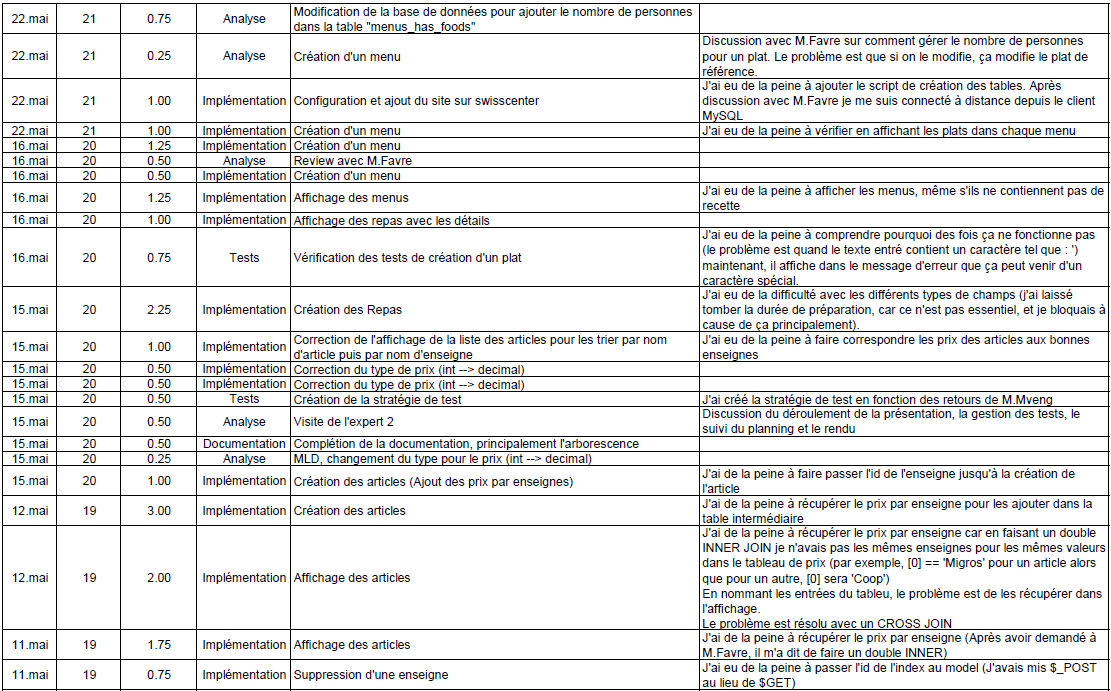 22.mai 21 0.75 Analyse Modification de la base de données pour ajouter le nombre de personnes
dans la table "menus_has_foods"
22.mai 21 0.25 Analyse Création d'un menu Discussion avec M.Favre sur comment gérer le nombre de personnes
pour un plat. Le problème est que si on le modifie, ça modifie le plat de
référence.
22.mai 21 1.00 Implémentation Configuration et ajout du site sur swisscenter J'ai eu de la peine à ajouter le script de création des tables. Après
discussion avec M.Favre je me suis connecté à distance depuis le client
MySQL
22.mai 21 1.00 Implémentation Création d'un menu J'ai eu de la peine à vérifier en affichant les plats dans chaque menu
16.mai 20 1.25 Implémentation Création d'un menu
16.mai 20 0.50 Analyse Review avec M.Favre
16.mai 20 0.50 Implémentation Création d'un menu
16.mai 20 1.25 Implémentation Affichage des menus J'ai eu de la peine à afficher les menus, même s'ils ne contiennent pas de
recette
16.mai 20 1.00 Implémentation Affichage des repas avec les détails
16.mai 20 0.75 Tests Vérification des tests de création d'un plat J'ai eu de la peine à comprendre pourquoi des fois ça ne fonctionne pas
(le problème est quand le texte entré contient un caractère tel que : ')
maintenant, il affiche dans le message d'erreur que ça peut venir d'un
caractère spécial.
15.mai 20 2.25 Implémentation Création des Repas J'ai eu de la difficulté avec les différents types de champs (j'ai laissé
tomber la durée de préparation, car ce n'est pas essentiel, et je bloquais à
cause de ça principalement).
15.mai 20 1.00 Implémentation Correction de l'affichage de la liste des articles pour les trier par nom
d'article puis par nom d'enseigne J'ai eu de la peine à faire correspondre les prix des articles aux bonnes
enseignes
15.mai 20 0.50 Implémentation Correction du type de prix (int --> decimal)
15.mai 20 0.50 Implémentation Correction du type de prix (int --> decimal)
15.mai 20 0.50 Tests Création de la stratégie de test J'ai créé la stratégie de test en fonction des retours de M.Mveng
15.mai 20 0.50 Analyse Visite de l'expert 2 Discussion du déroulement de la présentation, la gestion des tests, le
suivi du planning et le rendu
15.mai 20 0.50 Documentation Complétion de la documentation, principalement l'arborescence
15.mai 20 0.25 Analyse MLD, changement du type pour le prix (int --> decimal)
15.mai 20 1.00 Implémentation Création des articles (Ajout des prix par enseignes) J'ai de la peine à faire passer l'id de l'enseigne jusqu'à la création de
l'article
12.mai 19 3.00 Implémentation Création des articles J'ai de la peine à récupérer le prix par enseigne pour les ajouter dans la
table intermédiaire
12.mai 19 2.00 Implémentation Affichage des articles J'ai de la peine à récupérer le prix par enseigne car en faisant un double
INNER JOIN je n'avais pas les mêmes enseignes pour les mêmes valeurs
dans le tableau de prix (par exemple, [0] == 'Migros' pour un article alors
que pour un autre, [0] sera 'Coop')
En nommant les entrées du tableu, le problème est de les récupérer dans
l'affichage.
Le problème est résolu avec un CROSS JOIN
11.mai 19 1.75 Implémentation Affichage des articles J'ai de la peine à récupérer le prix par enseigne (Après avoir demandé à
M.Favre, il m'a dit de faire un double INNER)
11.mai 19 0.75 Implémentation Suppression d'une enseigne J'ai eu de la peine à passer l'id de l'index au model (J'avais mis $_POST
au lieu de $GET)